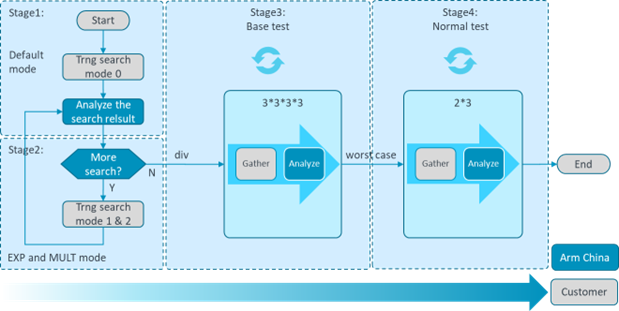 Stage1:
Start
Default
mode
Trng search
mode 0
Analyze the
search relsult
Stage2:
More
search?
N
Y
Trng search
mode 1 & 2
EXP and MULT mode
Stage3:
Base test
div
3*3*3*3
Gather
Analyze
worst case
Stage4:
Normal test
2*3
Gather
Analyze
End
Arm China
Customer